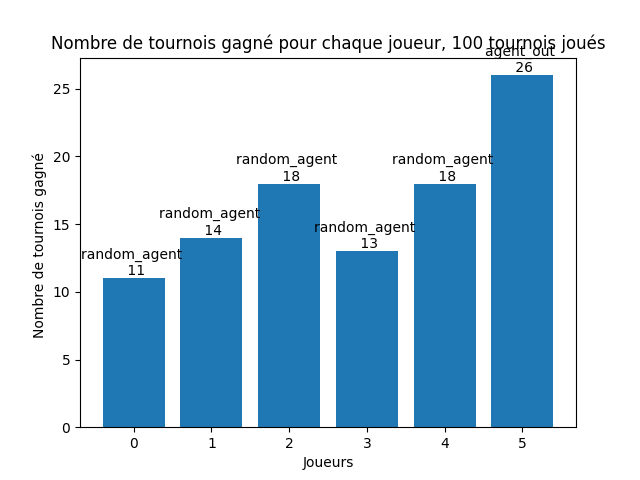 Nombre de tournois gagné pour chaque joueur, 100 tournois joués
agent_out
26
random_agent
18
random_agent
18
random_agent
14
random_agent
13
random_agent
11
Nombre de tournois gagné
25
20
15
10
5
0
0 1 2 3 4 5
Joueurs